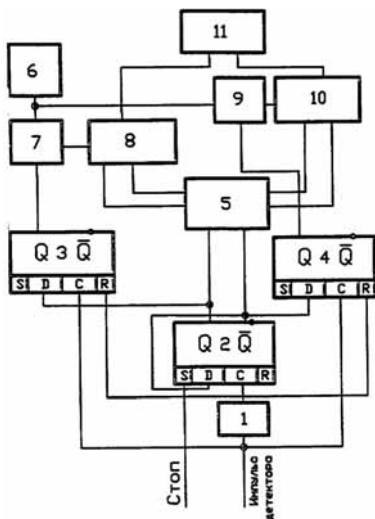 11
6
9
10
7
8
5
Q 3 Q̅
Q 4 Q̅
S D C R
S D C R
Q 2 Q̅
S D C R
1
Стоп
Импульс
детектора